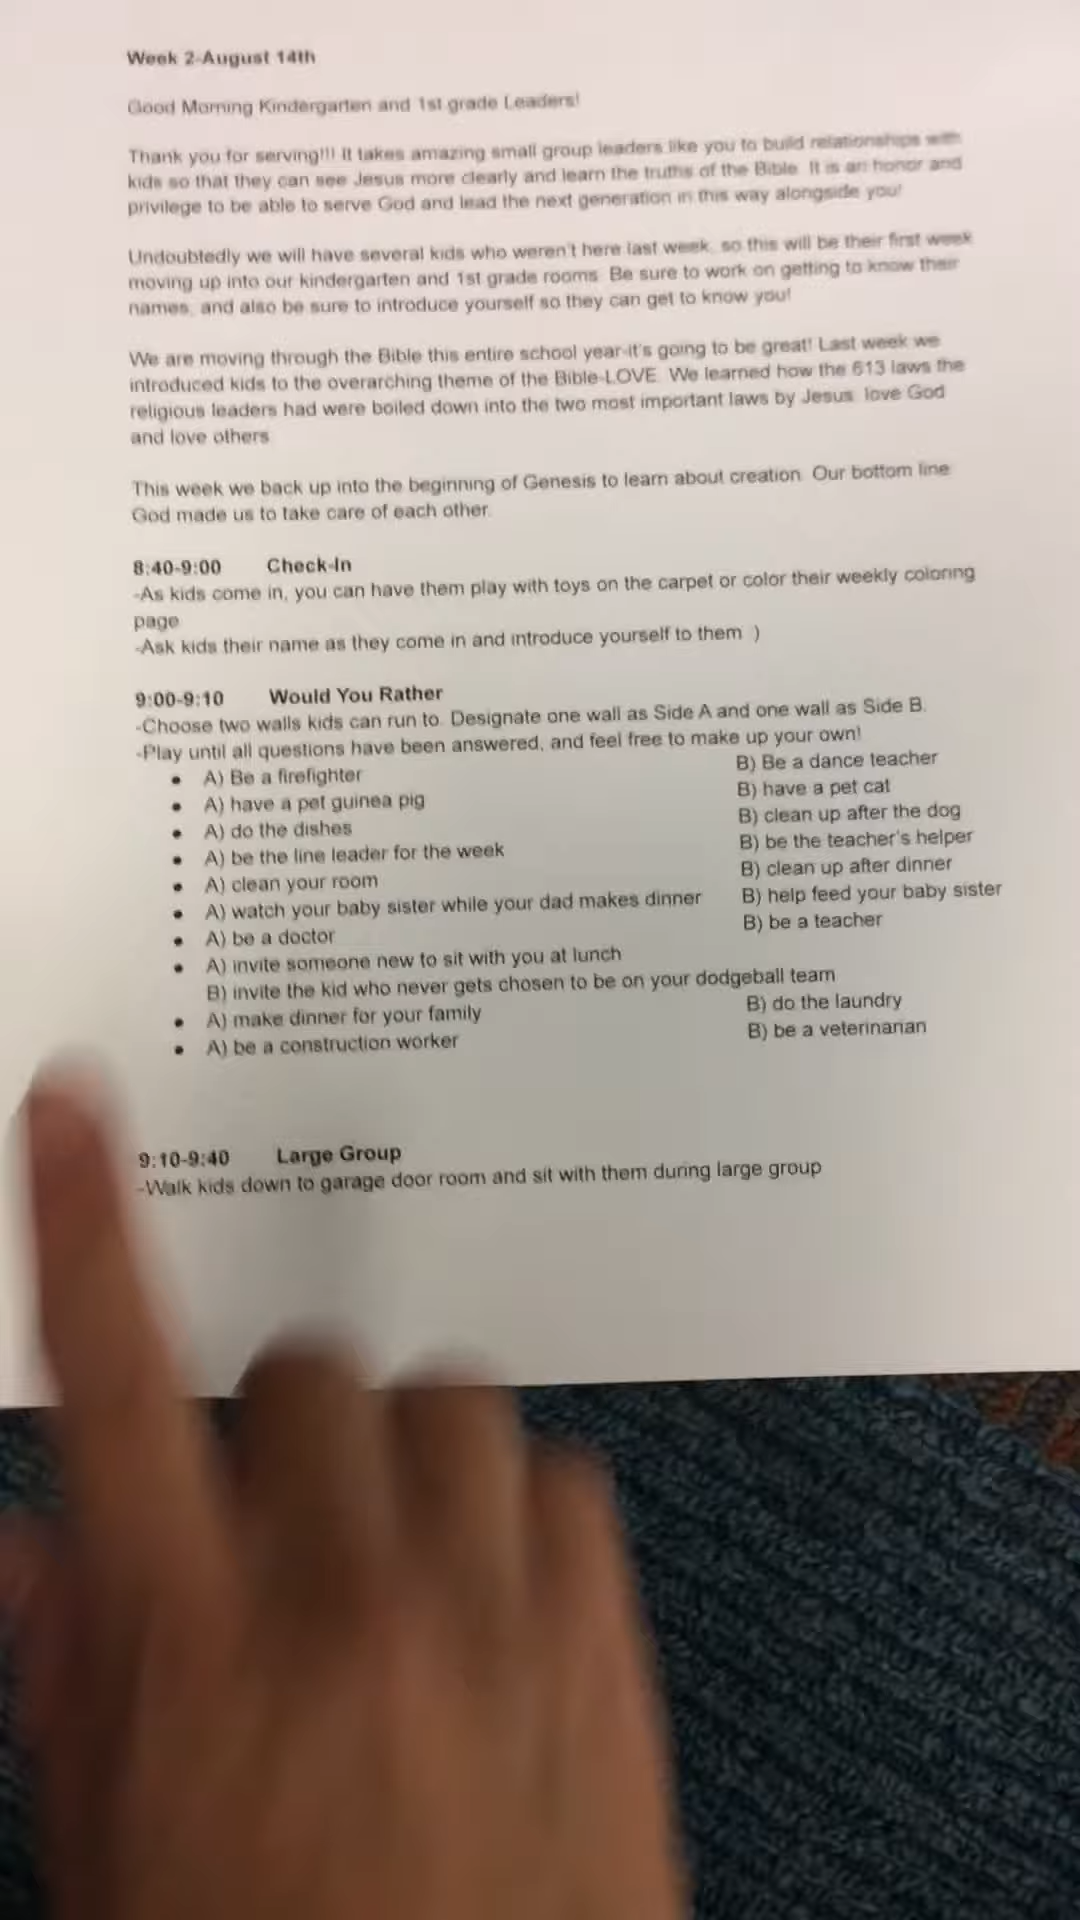 Week 2-August 14th
Good Morning Kindergarten and 1st grade Leaders!
Thank you for serving!!! It takes amazing small group leaders like you to build relationships with
kids so that they can see Jesus more clearly and learn the truths of the Bible. It is an honor and
privilege to be able to serve God and lead the next generation in this way alongside you!
Undoubtedly we will have several kids who weren't here last week, so this will be their first week
moving up into our kindergarten and 1st grade rooms. Be sure to work on getting to know their
names, and also be sure to introduce yourself so they can get to know you!
We are moving through the Bible this entire school year-it's going to be great! Last week we
introduced kids to the overarching theme of the Bible-LOVE. We learned how the 613 laws the
religious leaders had were boiled down into the two most important laws by Jesus: love God
and love others.
This week we back up into the beginning of Genesis to learn about creation. Our bottom line:
God made us to take care of each other.
8:40-9:00 Check-In
-As kids come in, you can have them play with toys on the carpet or color their weekly coloring
page
-Ask kids their name as they come in and introduce yourself to them :)
9:00-9:10 Would You Rather
-Choose two walls kids can run to. Designate one wall as Side A and one wall as Side B.
-Play until all questions have been answered, and feel free to make up your own!
• A) Be a firefighter B) Be a dance teacher
• A) have a pet guinea pig B) have a pet cat
• A) do the dishes B) clean up after the dog
• A) be the line leader for the week B) be the teacher's helper
• A) clean your room B) clean up after dinner
• A) watch your baby sister while your dad makes dinner B) help feed your baby sister
• A) be a doctor B) be a teacher
• A) invite someone new to sit with you at lunch
B) invite the kid who never gets chosen to be on your dodgeball team
• A) make dinner for your family B) do the laundry
• A) be a construction worker B) be a veterinarian
9:10-9:40 Large Group
-Walk kids down to garage door room and sit with them during large group